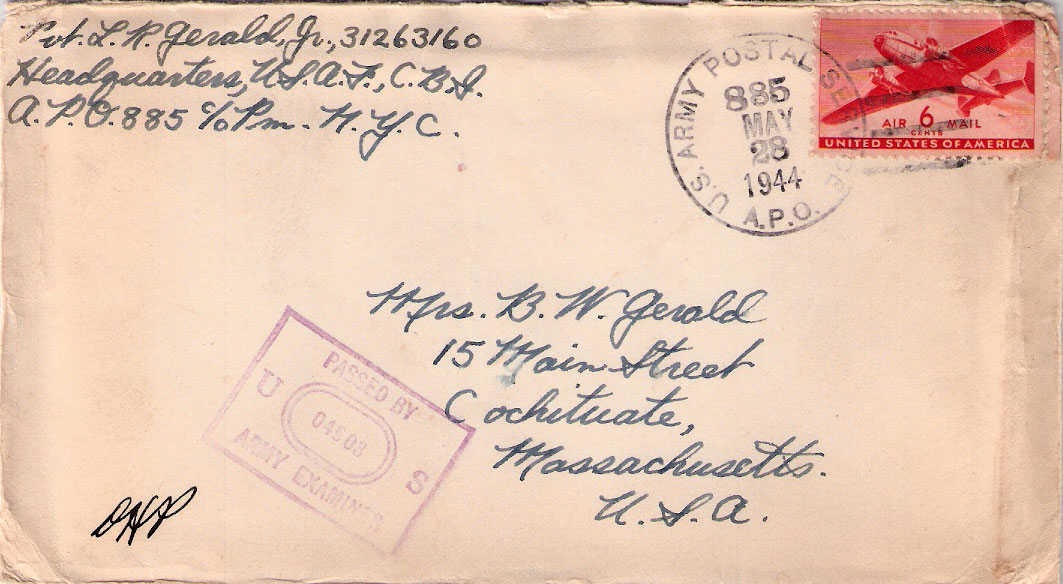 Pvt. L. R. Gerald, Jr., 31263160
Headquarters, U.S.A.F., C.B.I.
A.P.O. 885 c/o Pm. N.Y.C.
U.S. ARMY POSTAL SERVICE
885
MAY
28
1944
A.P.O.
AIR 6 MAIL
CENTS
UNITED STATES OF AMERICA
Mrs. B. W. Gerald
15 Main Street
Cochituate,
Massachusetts.
U.S.A.
PASSED BY
U 04908 S
ARMY EXAMINER